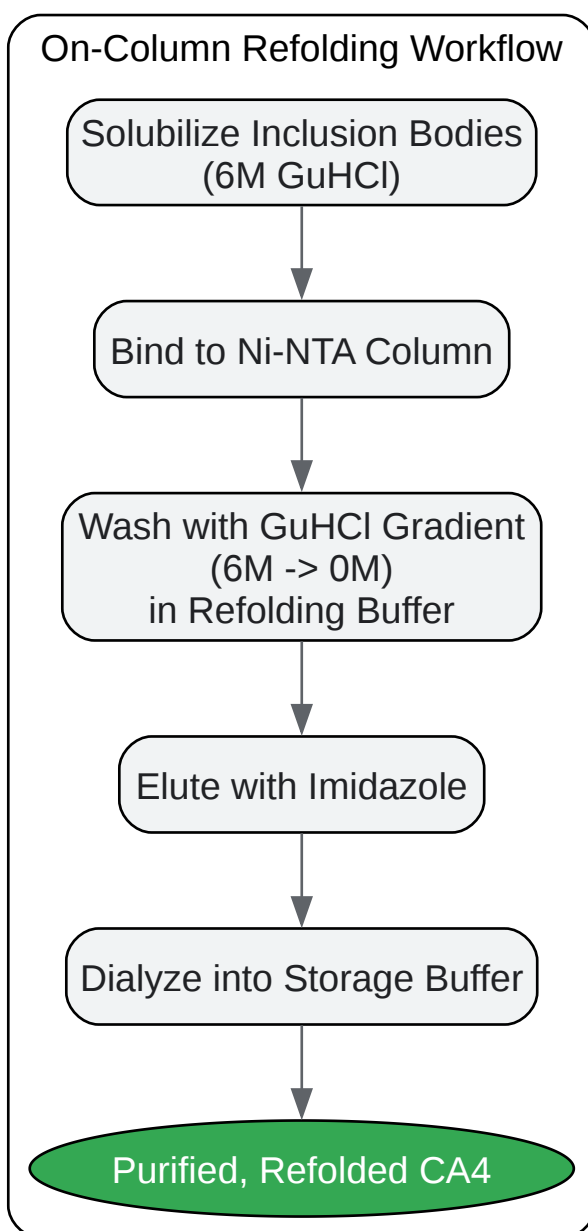 On-Column Refolding Workflow
Solubilize Inclusion Bodies
(6M GuHCl)
Bind to Ni-NTA Column
Wash with GuHCl Gradient
(6M -> 0M)
in Refolding Buffer
Elute with Imidazole
Dialyze into Storage Buffer
Purified, Refolded CA4